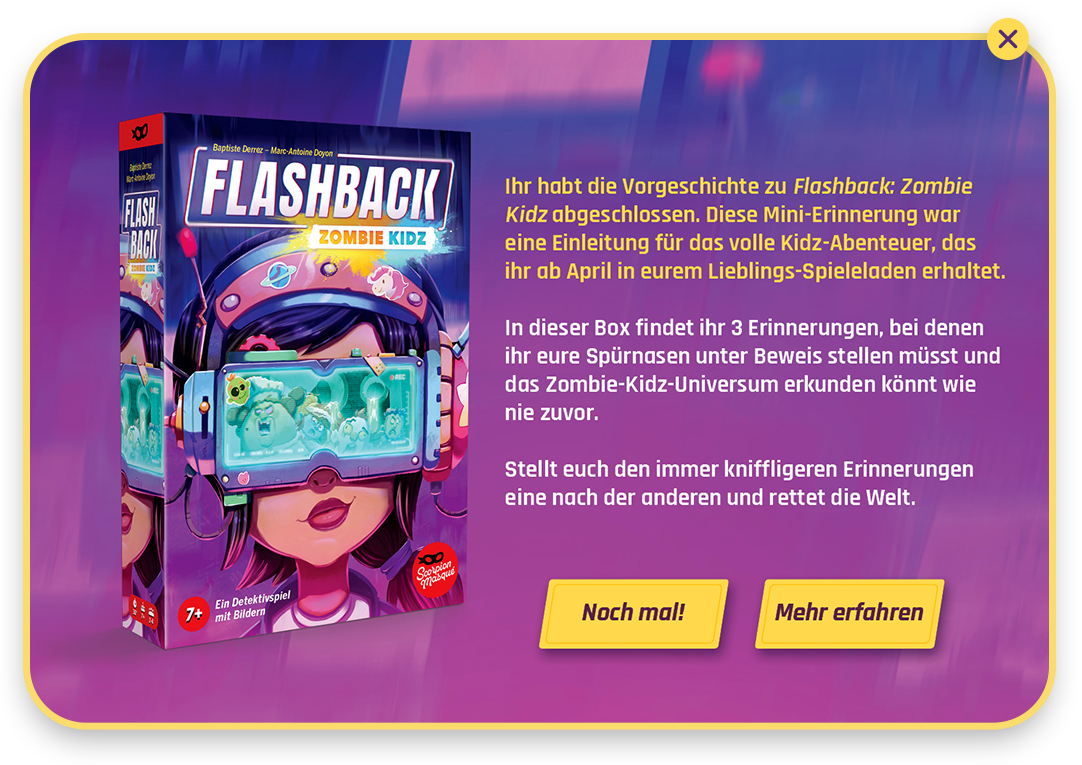 Baptiste Derrez – Marc-Antoine Doyon
FLASHBACK
ZOMBIE KIDZ
Baptiste Derrez
Marc-Antoine Doyon
FLASH
BACK
ZOMBIE KIDZ
REC
Scorpion
Masqué
7+
Ein Detektivspiel
mit Bildern
Ihr habt die Vorgeschichte zu Flashback: Zombie
Kidz abgeschlossen. Diese Mini-Erinnerung war
eine Einleitung für das volle Kidz-Abenteuer, das
ihr ab April in eurem Lieblings-Spieleladen erhaltet.
In dieser Box findet ihr 3 Erinnerungen, bei denen
ihr eure Spürnasen unter Beweis stellen müsst und
das Zombie-Kidz-Universum erkunden könnt wie
nie zuvor.
Stellt euch den immer kniffligeren Erinnerungen
eine nach der anderen und rettet die Welt.
Noch mal!
Mehr erfahren